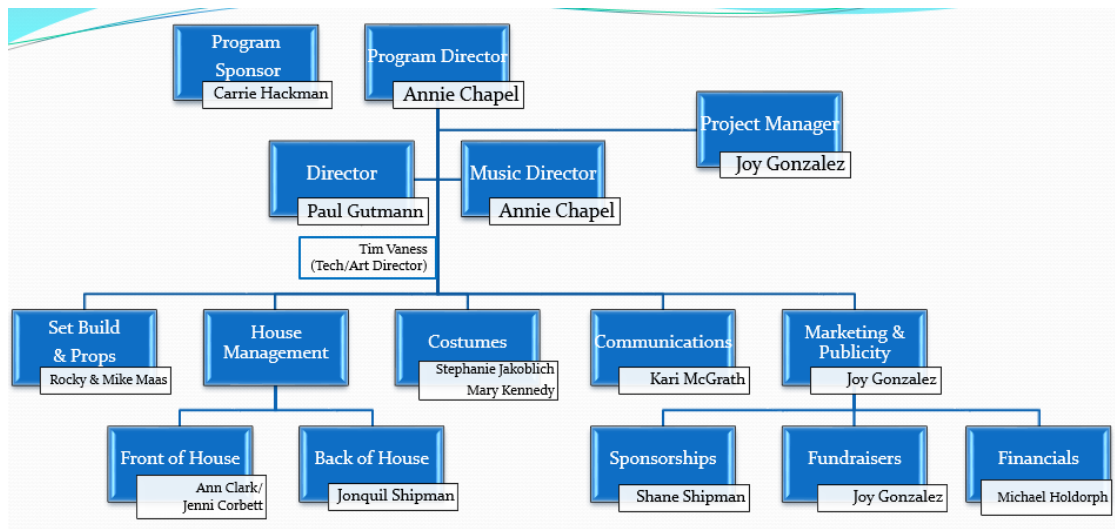 Program
Sponsor
Carrie Hackman
Program Director
Annie Chapel
Project Manager
Joy Gonzalez
Director
Paul Gutmann
Music Director
Annie Chapel
Tim Vaness
(Tech/Art Director)
Set Build
& Props
Rocky & Mike Maas
House
Management
Costumes
Stephanie Jakoblich
Mary Kennedy
Communications
Kari McGrath
Marketing &
Publicity
Joy Gonzalez
Front of House
Ann Clark/
Jenni Corbett
Back of House
Jonquil Shipman
Sponsorships
Shane Shipman
Fundraisers
Joy Gonzalez
Financials
Michael Holdorph